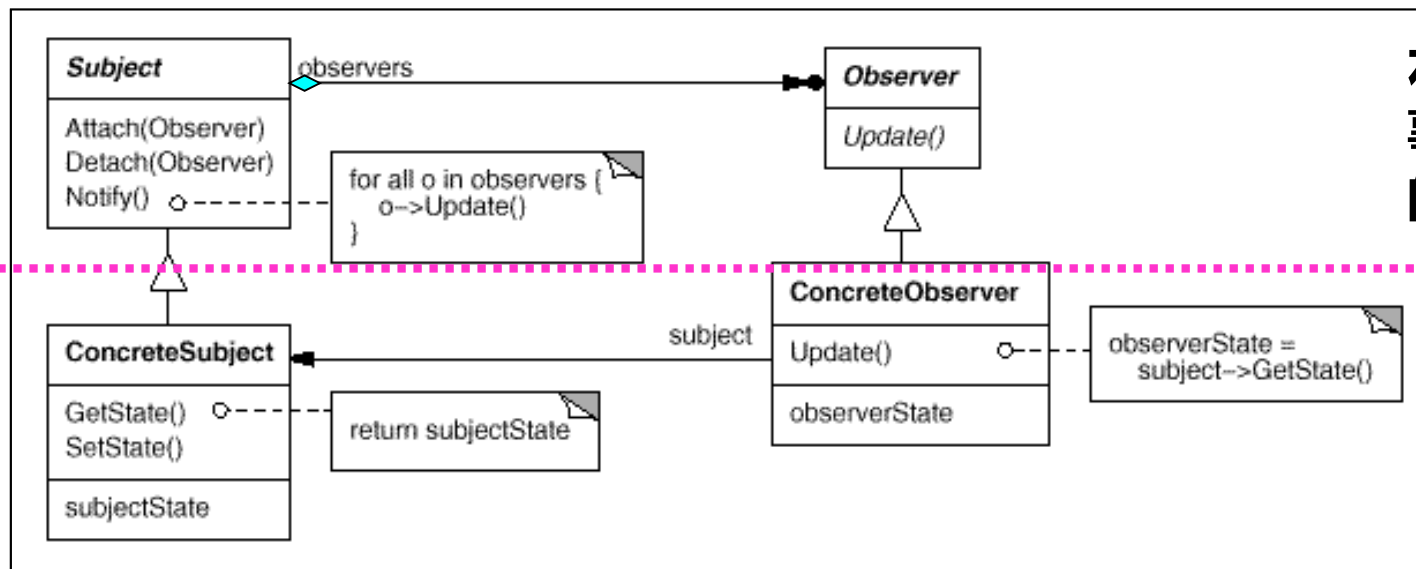 Subject
Attach(Observer)
Detach(Observer)
Notify()
observers
for all o in observers {
o->Update()
}
Observer
Update()
ConcreteSubject
GetState()
SetState()
subjectState
return subjectState
subject
ConcreteObserver
Update()
observerState
observerState =
subject->GetState()